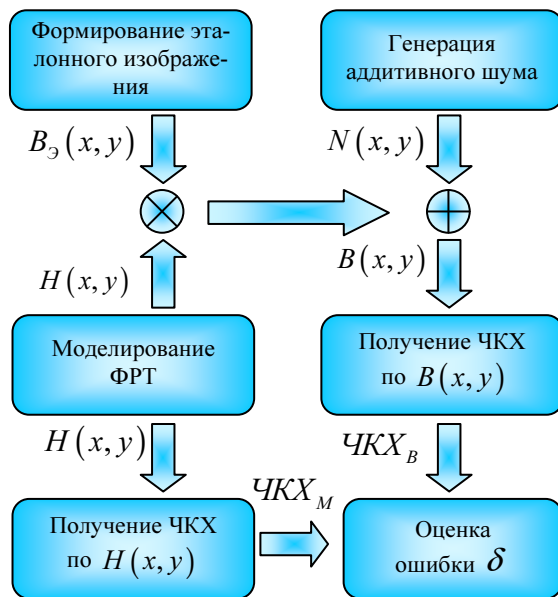 Формирование эта-
лонного изображе-
ния
Генерация
аддитивного шума
B_Э(x, y)
N(x, y)
H(x, y)
B(x, y)
Моделирование
ФРТ
Получение ЧКХ
по B(x, y)
H(x, y)
ЧКХ_B
ЧКХ_M
Получение ЧКХ
по H(x, y)
Оценка
ошибки δ